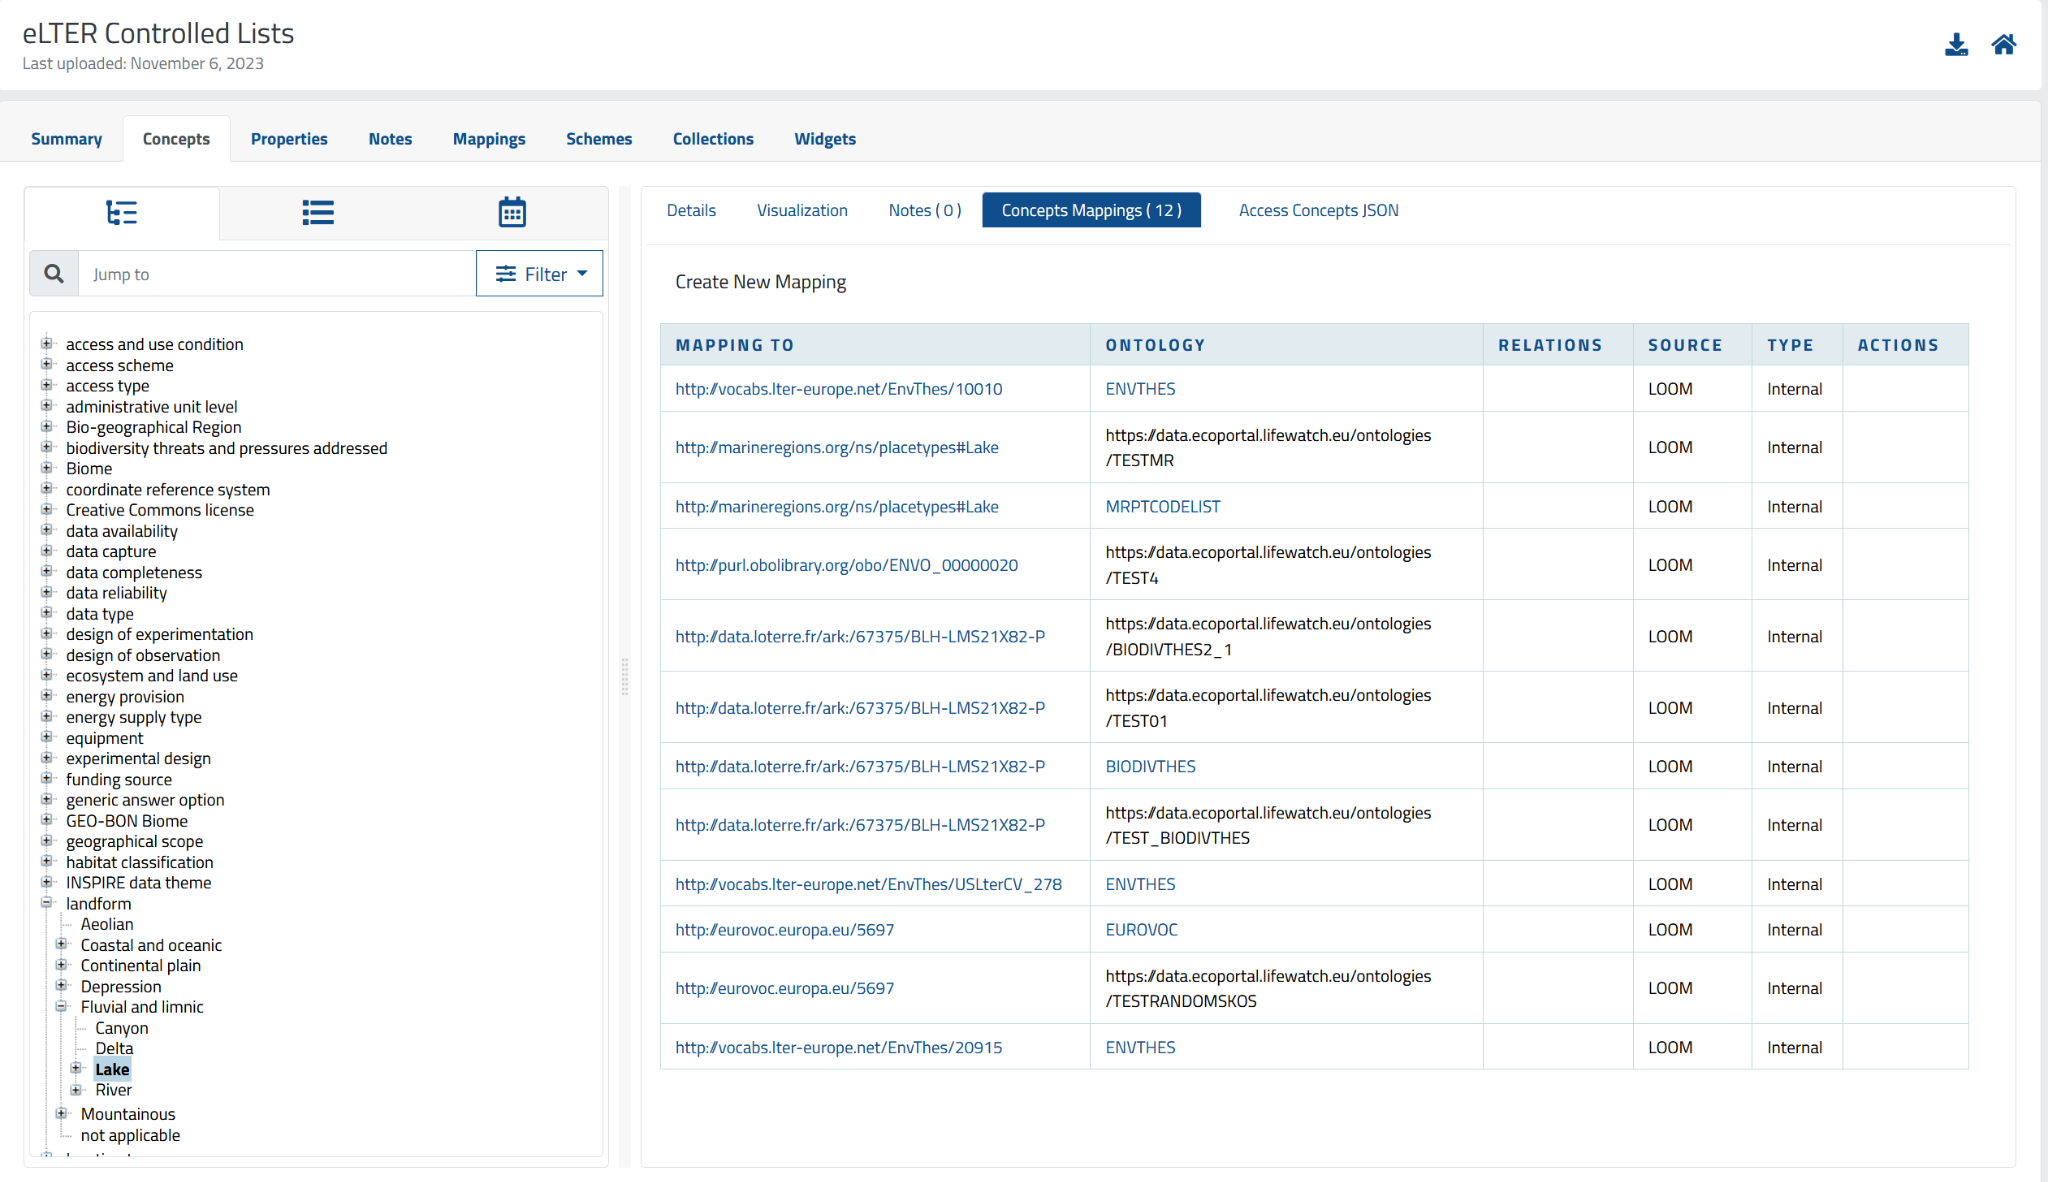 eLTER Controlled Lists
Last uploaded: November 6, 2023
Summary
Concepts
Properties
Notes
Mappings
Schemes
Collections
Widgets
Jump to
Filter
access and use condition
access scheme
access type
administrative unit level
Bio-geographical Region
biodiversity threats and pressures addressed
Biome
coordinate reference system
Creative Commons license
data availability
data capture
data completeness
data reliability
data type
design of experimentation
design of observation
ecosystem and land use
energy provision
energy supply type
equipment
experimental design
funding source
generic answer option
GEO-BON Biome
geographical scope
habitat classification
INSPIRE data theme
landform
Aeolian
Coastal and oceanic
Continental plain
Depression
Fluvial and limnic
Canyon
Delta
Lake
River
Mountainous
not applicable
Details
Visualization
Notes ( 0 )
Concepts Mappings ( 12 )
Access Concepts JSON
Create New Mapping
MAPPING TO ONTOLOGY RELATIONS SOURCE TYPE ACTIONS
http://vocabs.lter-europe.net/EnvThes/10010 ENVTHES LOOM Internal
http://marineregions.org/ns/placetypes#Lake https://data.ecoportal.lifewatch.eu/ontologies
/TESTMR LOOM Internal
http://marineregions.org/ns/placetypes#Lake MRPTCODELIST LOOM Internal
http://purl.obolibrary.org/obo/ENVO_00000020 https://data.ecoportal.lifewatch.eu/ontologies
/TEST4 LOOM Internal
http://data.loterre.fr/ark:/67375/BLH-LMS21X82-P https://data.ecoportal.lifewatch.eu/ontologies
/BIODIVTHES2_1 LOOM Internal
http://data.loterre.fr/ark:/67375/BLH-LMS21X82-P https://data.ecoportal.lifewatch.eu/ontologies
/TEST01 LOOM Internal
http://data.loterre.fr/ark:/67375/BLH-LMS21X82-P BIODIVTHES LOOM Internal
http://data.loterre.fr/ark:/67375/BLH-LMS21X82-P https://data.ecoportal.lifewatch.eu/ontologies
/TEST_BIODIVTHES LOOM Internal
http://vocabs.lter-europe.net/EnvThes/USLterCV_278 ENVTHES LOOM Internal
http://eurovoc.europa.eu/5697 EUROVOC LOOM Internal
http://eurovoc.europa.eu/5697 https://data.ecoportal.lifewatch.eu/ontologies
/TESTRANDOMSKOS LOOM Internal
http://vocabs.lter-europe.net/EnvThes/20915 ENVTHES LOOM Internal